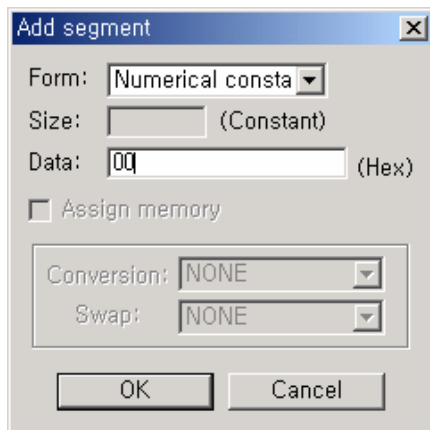 Add segment
Form: Numerical consta
Size: (Constant)
Data: 00 (Hex)
Assign memory
Conversion: NONE
Swap: NONE
OK Cancel